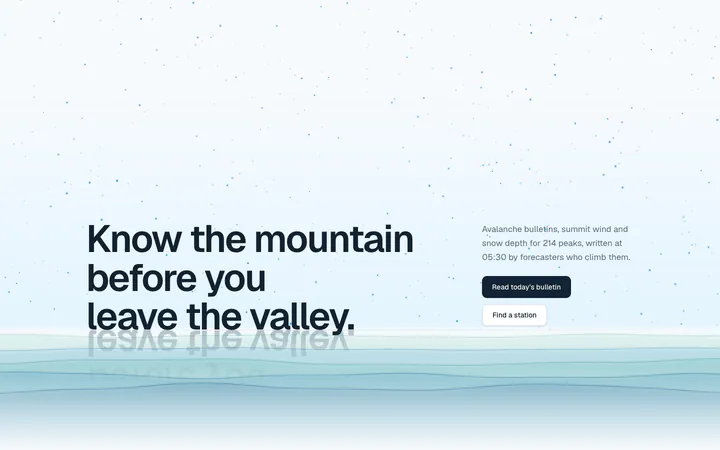 Know the mountain
before you
leave the valley.
Avalanche bulletins, summit wind and
snow depth for 214 peaks, written at
05:30 by forecasters who climb them.
Read today's bulletin
Find a station